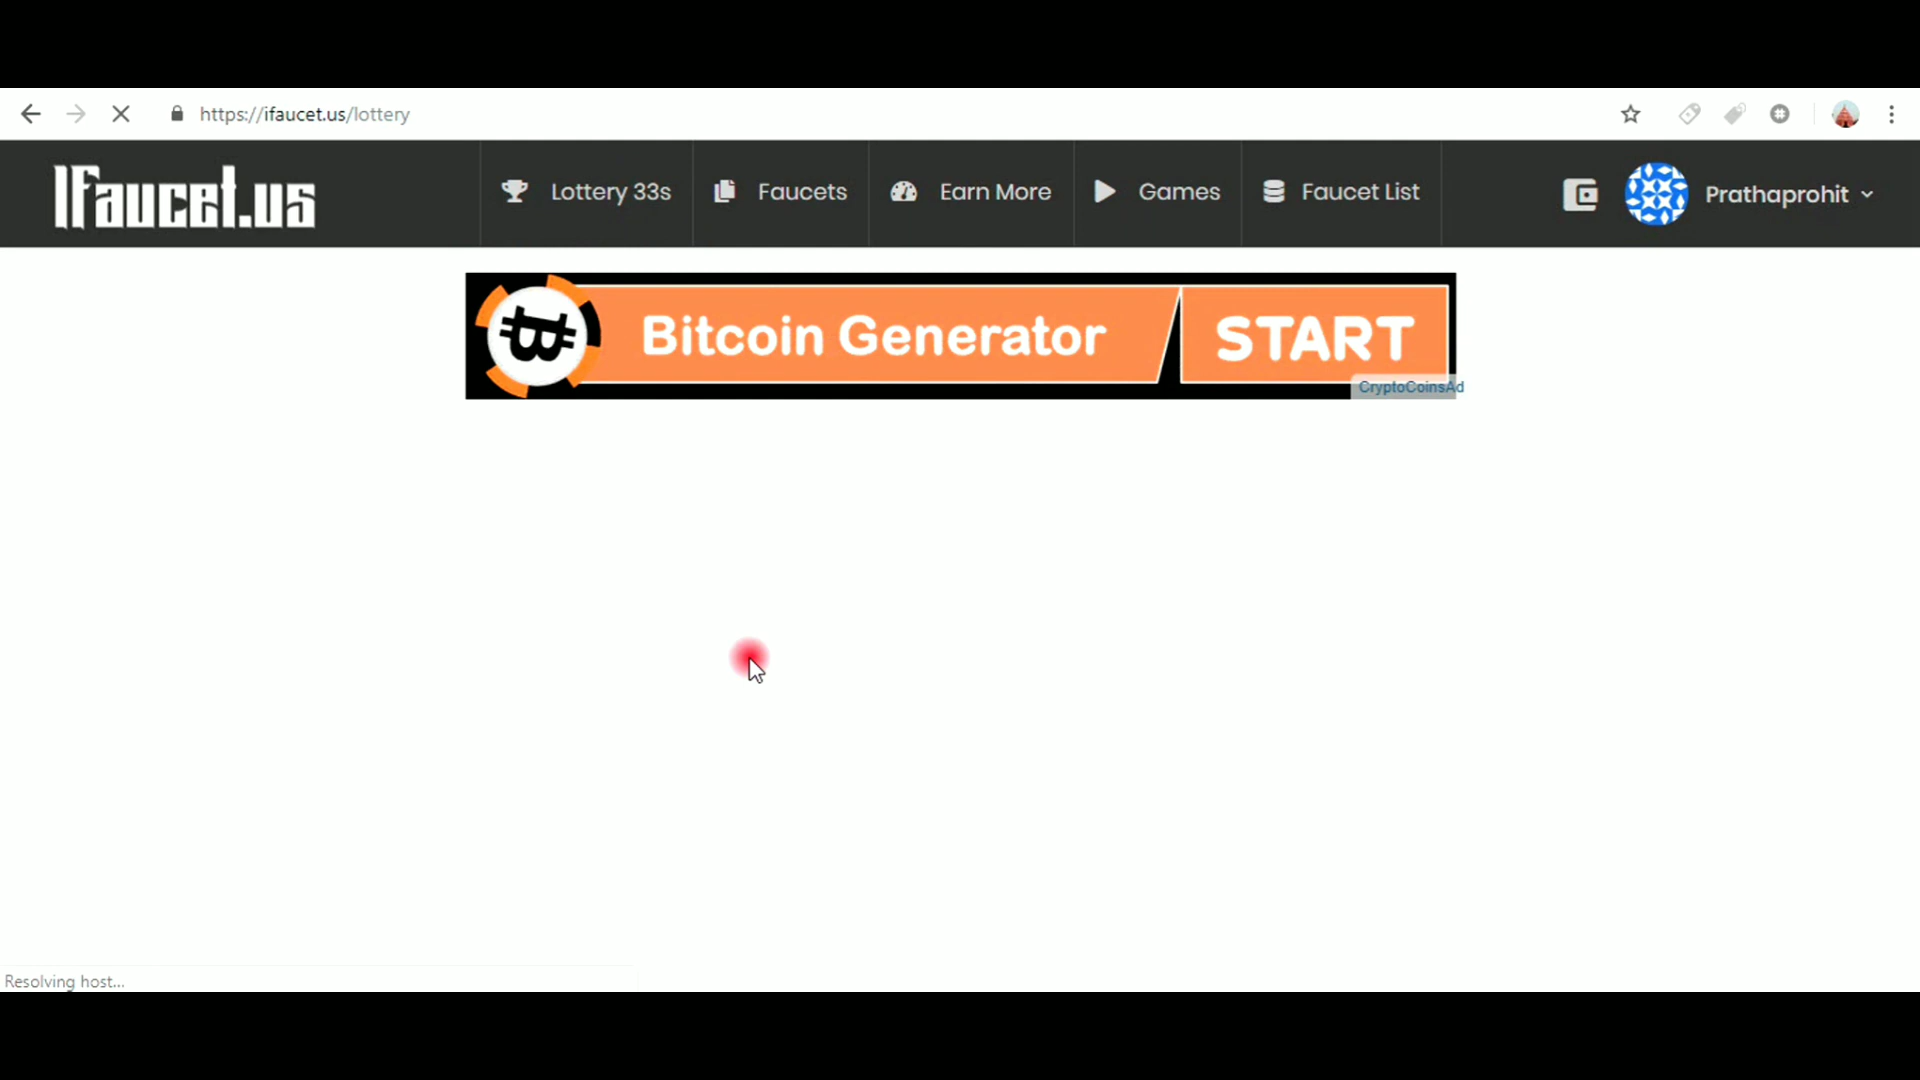 https://ifaucet.us/lottery
IFaucet.us
Lottery 33s
Faucets
Earn More
Games
Faucet List
Prathaprohit
Bitcoin Generator
START
CryptoCoinsAd
Resolving host...